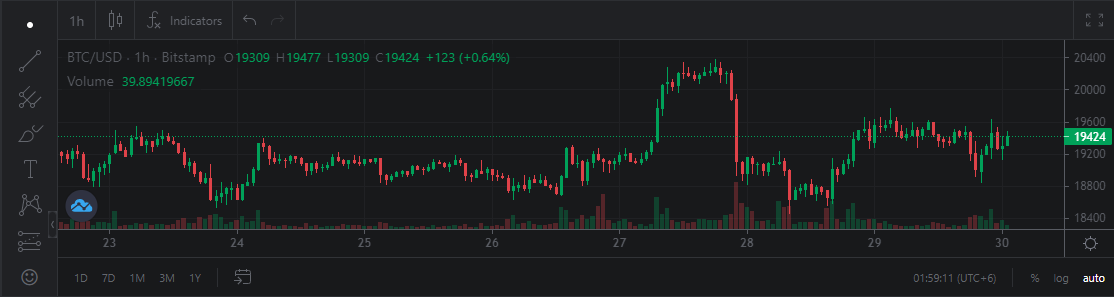 1h Indicators
BTC/USD · 1h · Bitstamp O19309 H19477 L19309 C19424 +123 (+0.64%)
Volume 39.89419667
20400
20000
19600
19424
19200
18800
18400
23 24 25 26 27 28 29 30
1D 7D 1M 3M 1Y 01:59:11 (UTC+6) % log auto